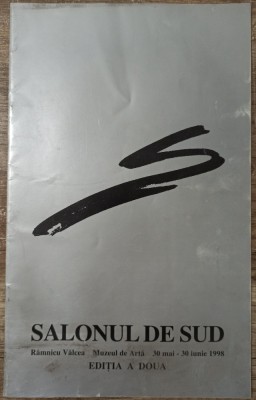 SALONUL DE SUD
Râmnicu Vâlcea Muzeul de Artă 30 mai - 30 iunie 1998
EDIȚIA A DOUA